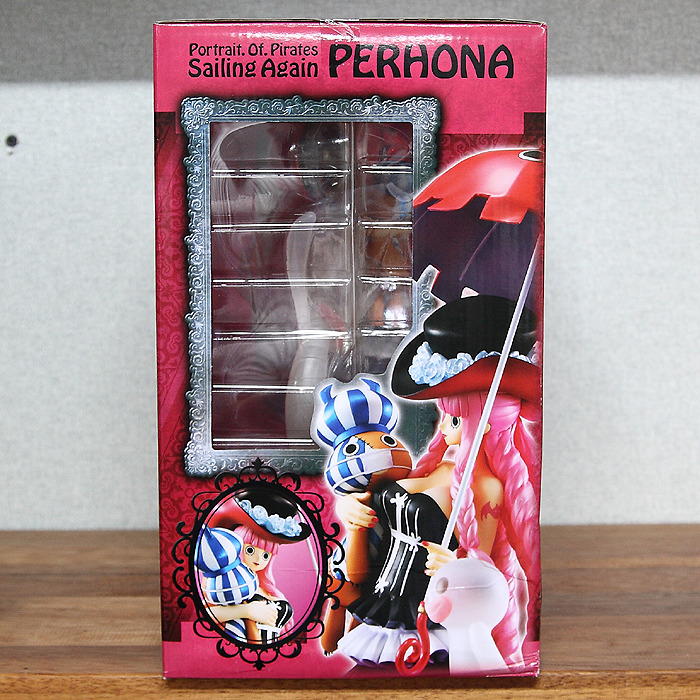 Portrait. Of. Pirates
Sailing Again PERHONA